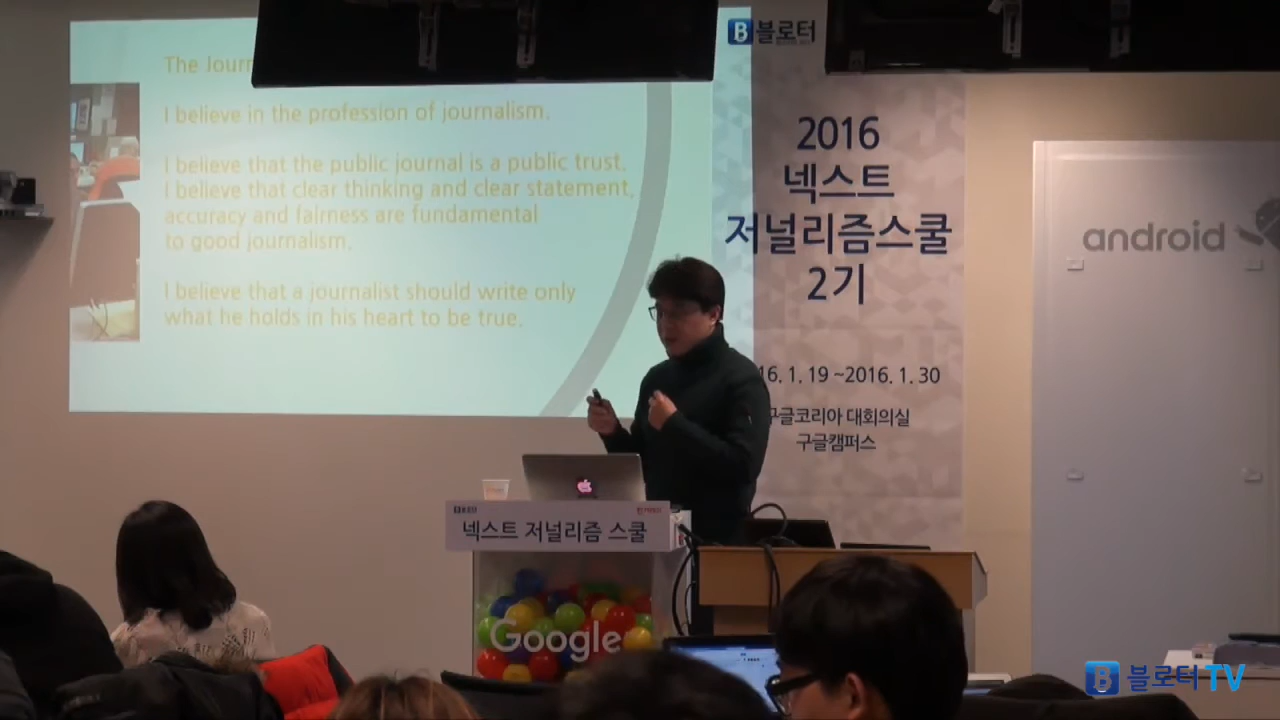 The Jour
I believe in the profession of journalism.
I believe that the public journal is a public trust.
I believe that clear thinking and clear statement,
accuracy and fairness are fundamental
to good journalism.
I believe that a journalist should write only
what he holds in his heart to be true.
B 블로터
2016
넥스트
저널리즘스쿨
2기
16. 1. 19 ~2016. 1. 30
구글코리아 대회의실
구글캠퍼스
android
넥스트 저널리즘 스쿨
Google
B 블로터 TV